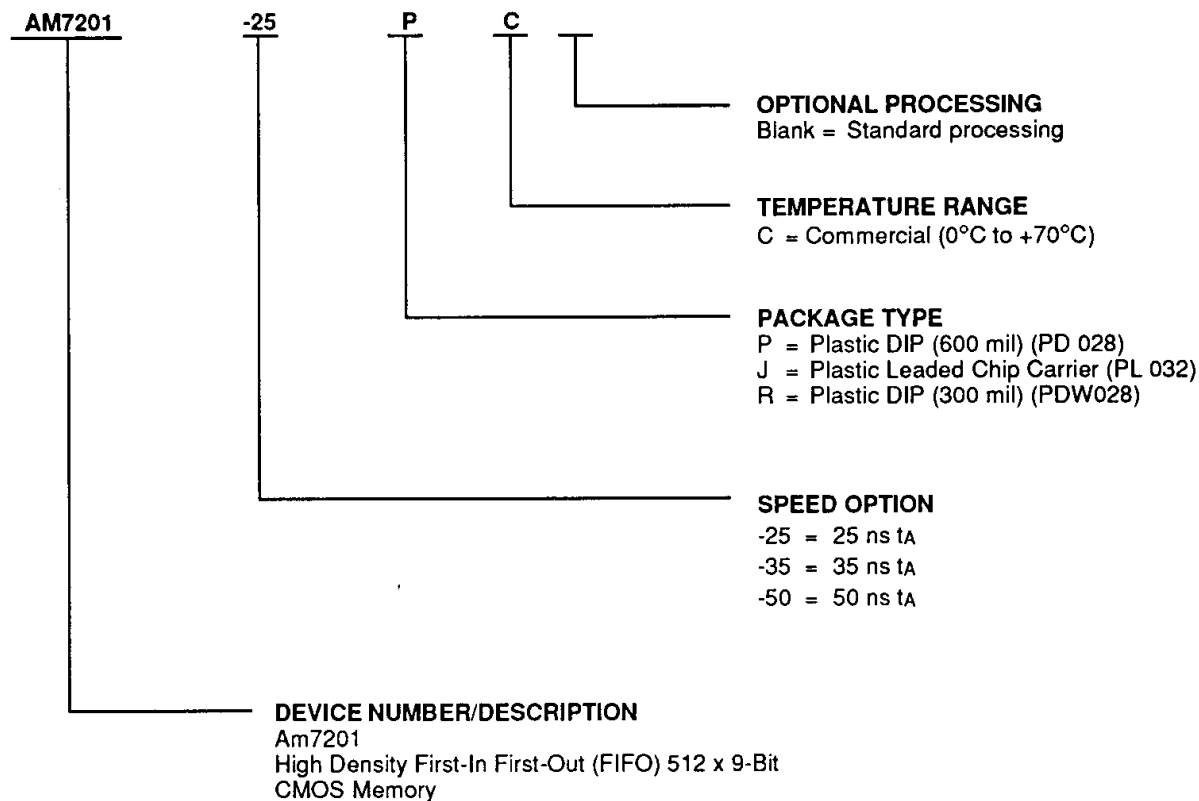 AM7201 -25 P C
OPTIONAL PROCESSING
Blank = Standard processing
TEMPERATURE RANGE
C = Commercial (0°C to +70°C)
PACKAGE TYPE
P = Plastic DIP (600 mil) (PD 028)
J = Plastic Leaded Chip Carrier (PL 032)
R = Plastic DIP (300 mil) (PDW028)
SPEED OPTION
-25 = 25 ns tA
-35 = 35 ns tA
-50 = 50 ns tA
DEVICE NUMBER/DESCRIPTION
Am7201
High Density First-In First-Out (FIFO) 512 x 9-Bit
CMOS Memory